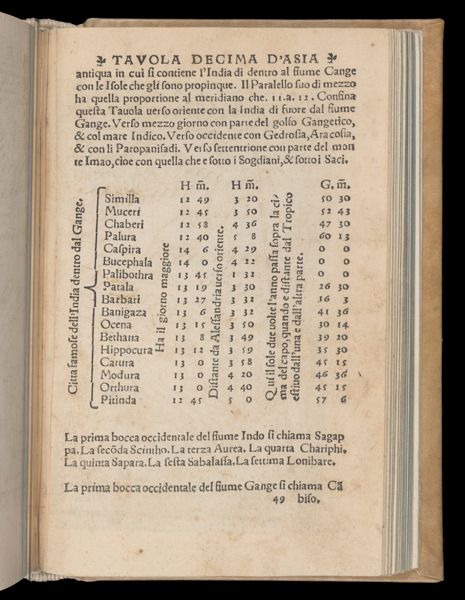 TAVOLA DECIMA D'ASIA
antiqua in cui si contiene l'India di dentro al fiume Gange
con le Isole che gli sono propinque. Il Paralello suo di mezo
ha quella proportione al meridiano che. 11.a.12. Confina
questa Tauola uerso oriente con la India di fuore dal fiume
Gange. Verso mezzo giorno con parte del golfo Gangetico,
& col mare Indico. Verso occidente con Gedrosia, Aracosia,
& con li Paropanisadi. Verso settentrione con parte del mon
te Imao, cioe con quella che e sotto i Sogdiani, & sotto i Saci.
Citta famose dell'India dentro dal Gange.
Ha il giorno maggiore
Distante da Alessandria uerso oriente.
Qui il sole due uolte l'anno passa sopra la ci/
ma del capo, quando e distante dal Tropico
estiuo dall'una e dall'altra parte.
H m̃. H m̃. G. m̃.
Similla 12 49 3 20 50 30
Muceri 12 45 3 50 52 43
Chaberi 12 58 4 36 47 30
Palura 12 40 5 8 60 13
Caspira 14 6 4 29 0 0
Bucephala 14 0 4 22 0 0
Palibothra 13 45 1 32 0 0
Patala 13 19 3 30 26 30
Barbari 13 27 3 32 16 3
Banigaza 13 6 3 32 41 36
Ocena 13 15 3 50 30 14
Bethana 13 8 3 49 39 20
Hippocura 13 12 3 59 35 30
Carura 13 0 3 58 45 15
Modura 13 0 4 20 46 36
Orthura 13 0 4 40 45 15
Pitinda 12 45 5 0 57 6
La prima bocca occidentale del fiume Indo si chiama Sagap
pa. La secõda Scintho. La terza Aurea. La quarta Chariphi.
La quinta Sapara. La sesta Sabalassa. La settima Lonibare.
La prima bocca occidentale del fiume Gange si chiama Cã
49 biso,